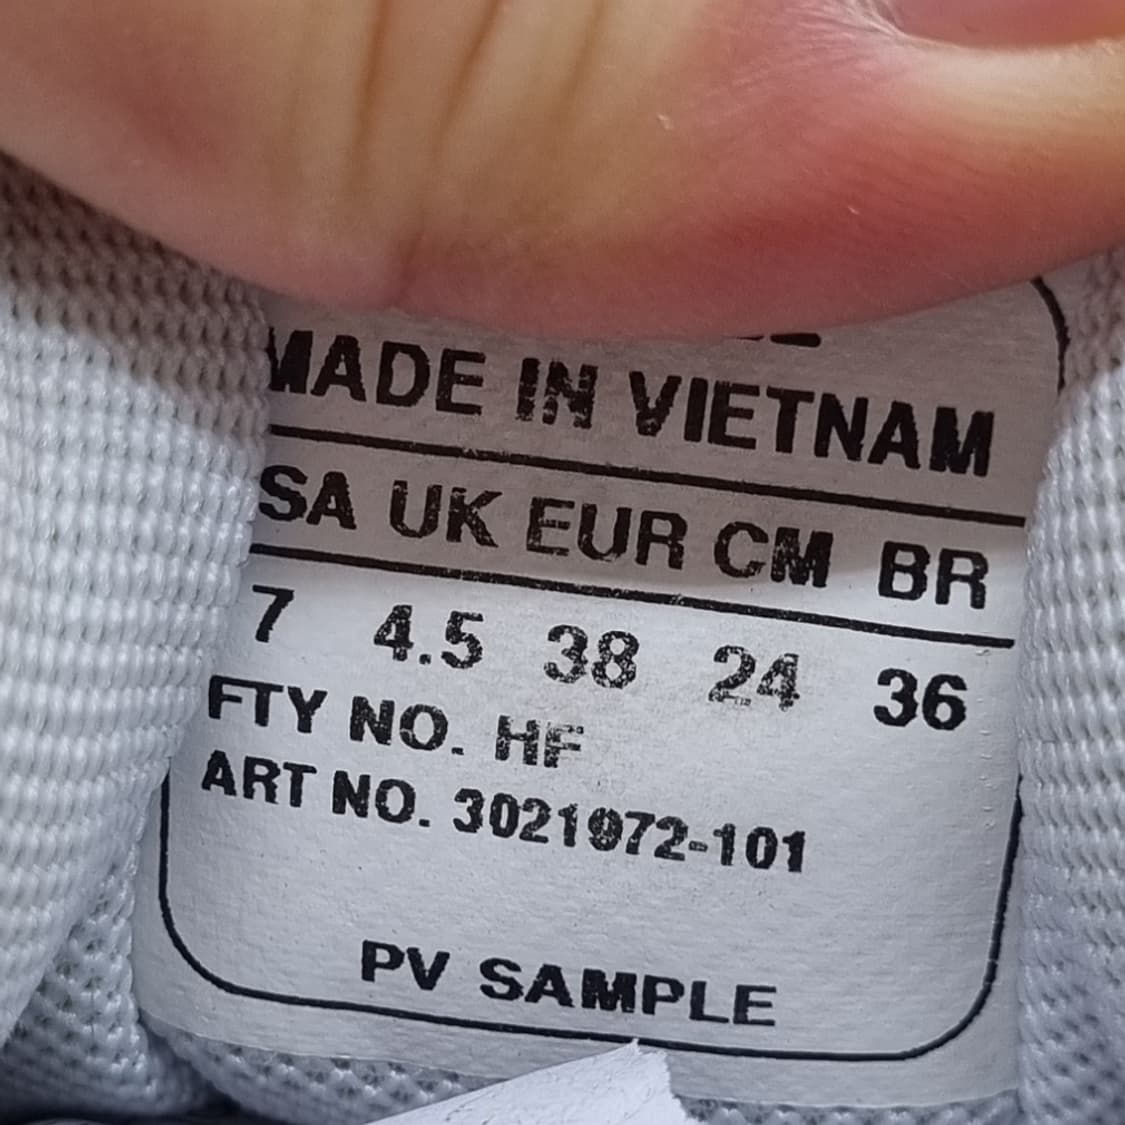 MADE IN VIETNAM
SA UK EUR CM BR
7 4.5 38 24 36
FTY NO. HF
ART NO. 3021972-101
PV SAMPLE